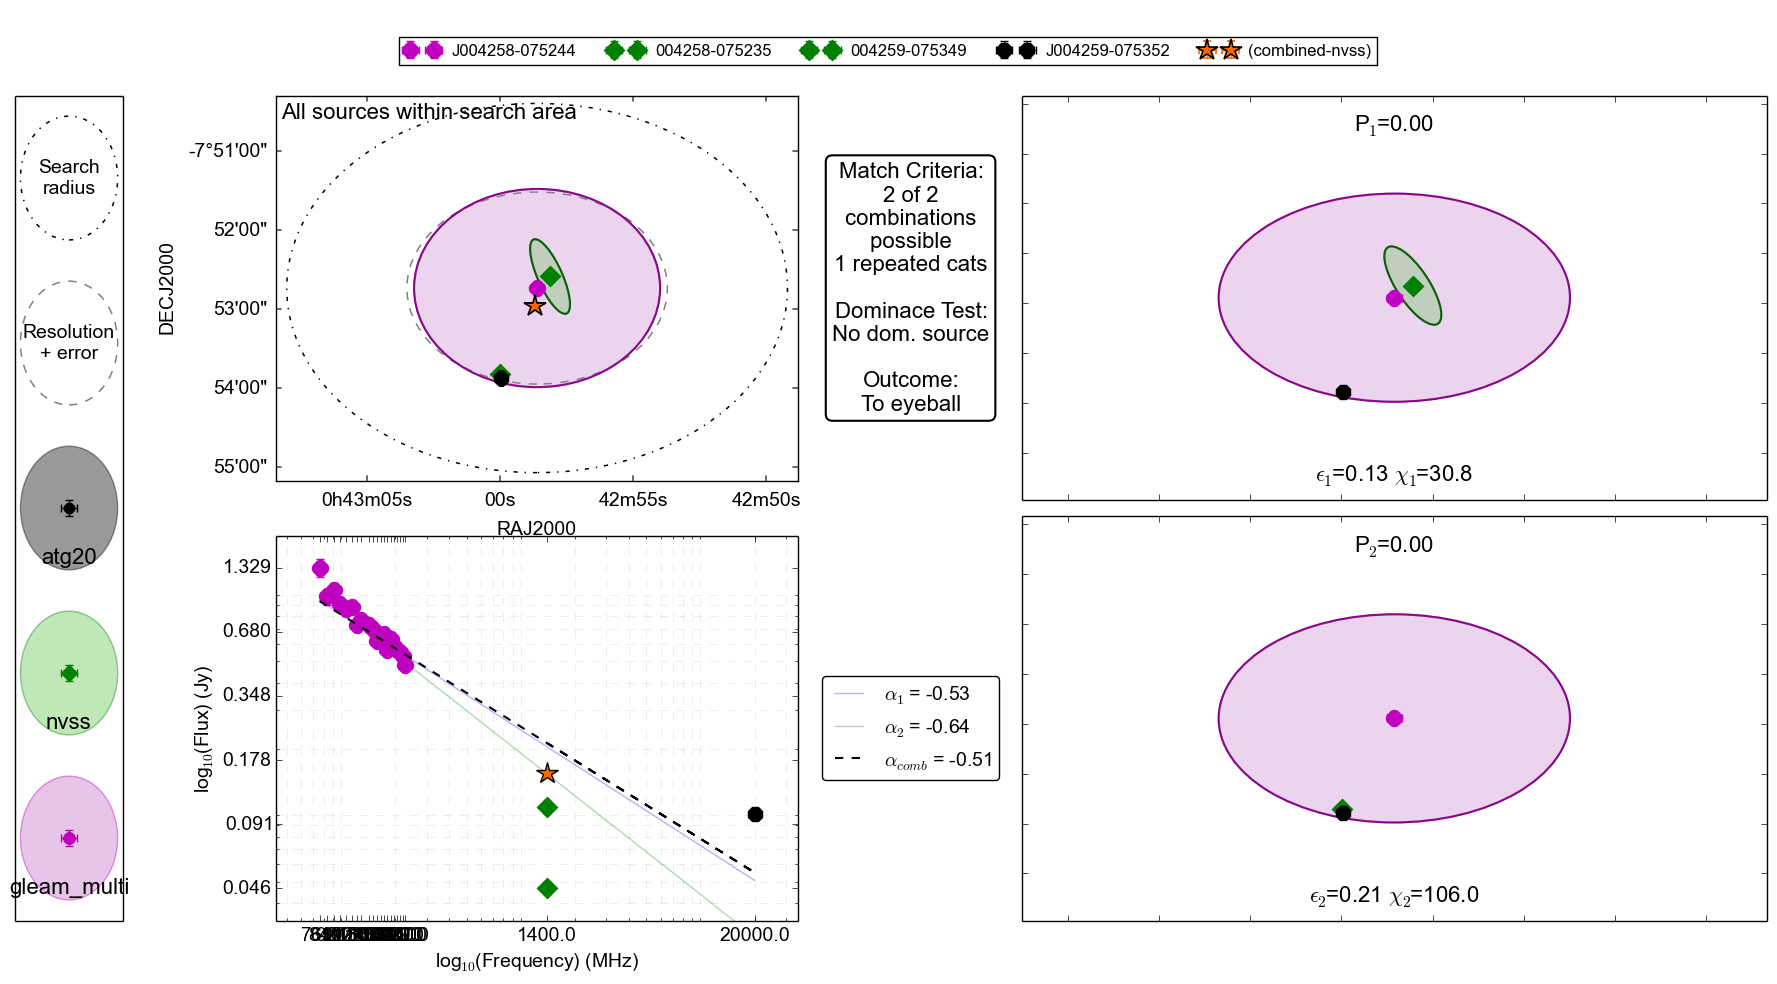 J004258-075244 004258-075235 004259-075349 J004259-075352 (combined-nvss)
Search
radius
Resolution
+ error
atg20
nvss
gleam_multi
All sources within search area
DECJ2000
-7°51'00"
52'00"
53'00"
54'00"
55'00"
0h43m05s 00s 42m55s 42m50s
RAJ2000
Match Criteria:
2 of 2
combinations
possible
1 repeated cats
Dominace Test:
No dom. source
Outcome:
To eyeball
P1=0.00
ϵ1=0.13 χ1=30.8
log10(Flux) (Jy)
1.329
0.680
0.348
0.178
0.091
0.046
1400.0 20000.0
log10(Frequency) (MHz)
α1 = -0.53
α2 = -0.64
αcomb = -0.51
P2=0.00
ϵ2=0.21 χ2=106.0